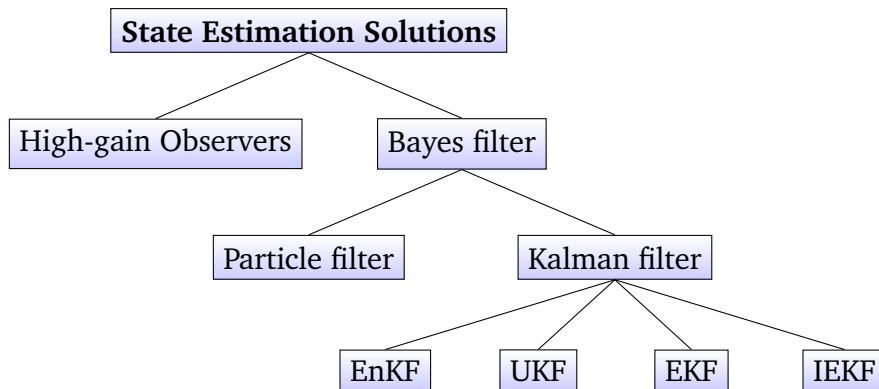 State Estimation Solutions
High-gain Observers
Bayes filter
Particle filter
Kalman filter
EnKF
UKF
EKF
IEKF